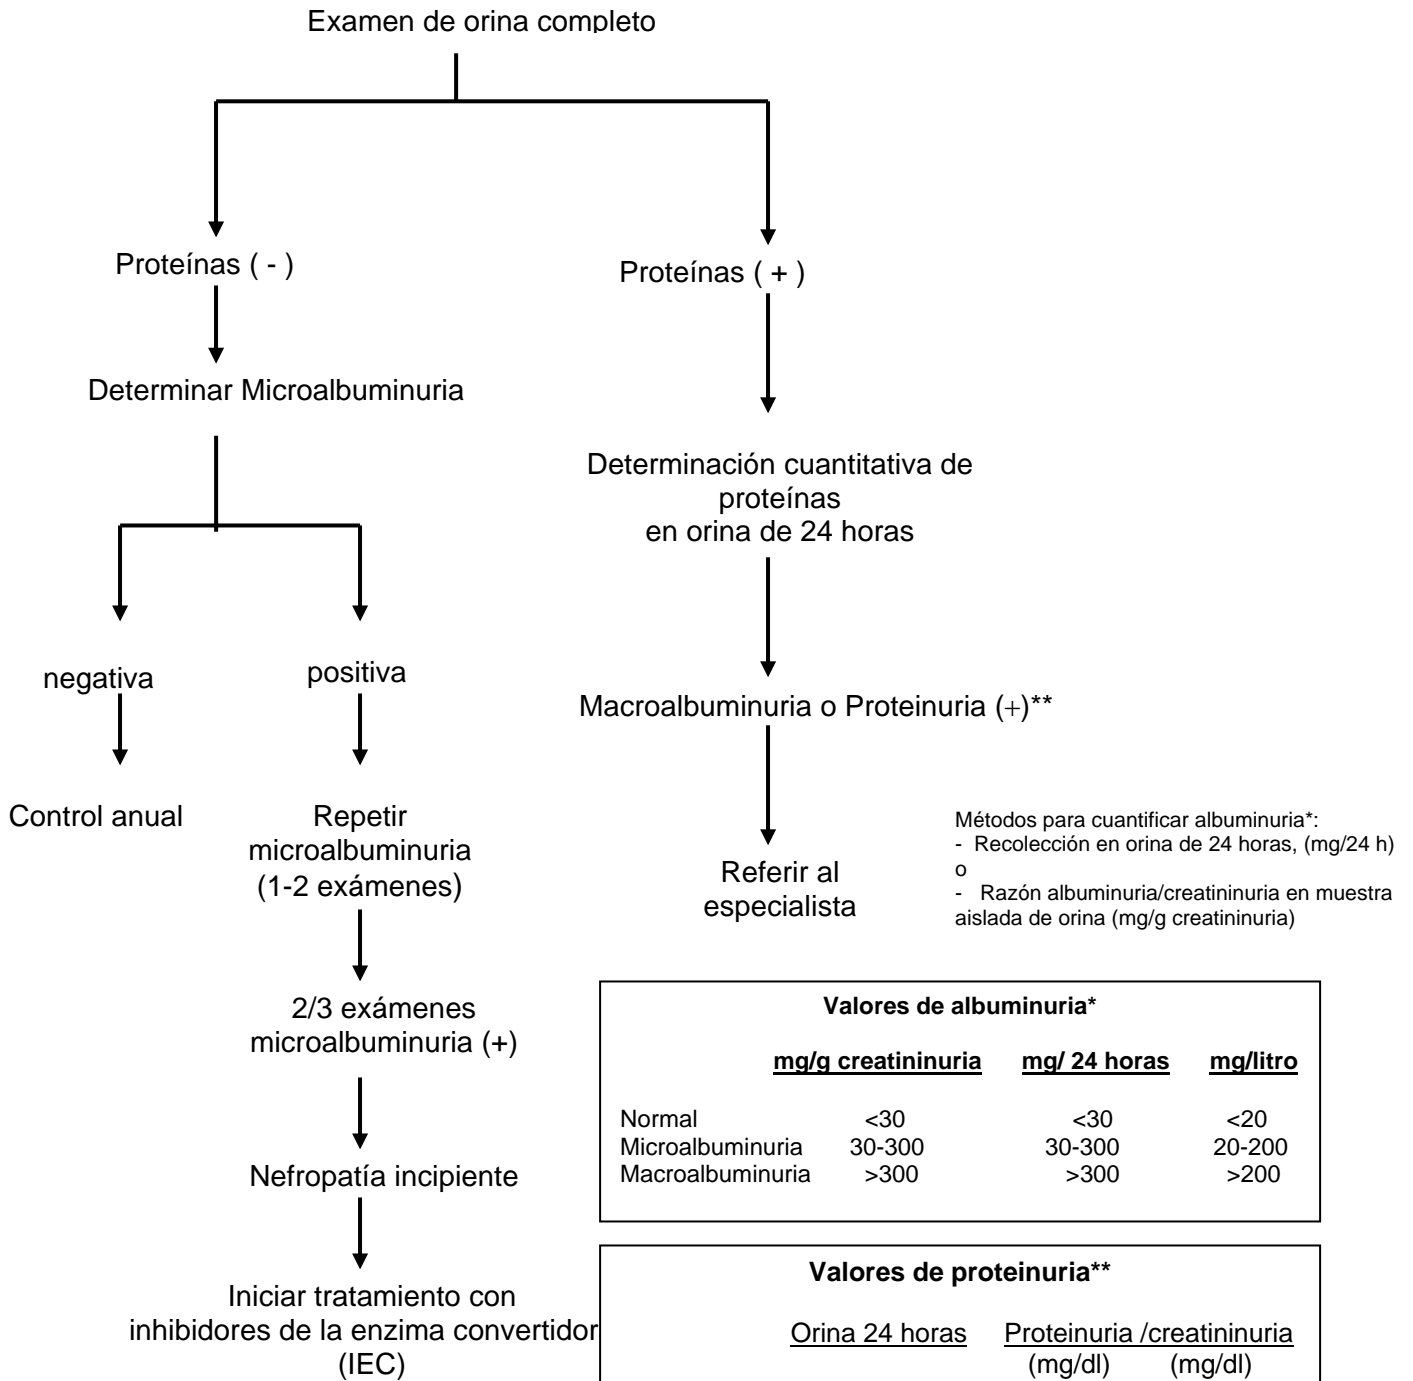 Examen de orina completo
Proteínas ( - )
Proteínas ( + )
Determinar Microalbuminuria
Determinación cuantitativa de
proteínas
en orina de 24 horas
negativa
positiva
Macroalbuminuria o Proteinuria (+)**
Control anual
Repetir
microalbuminuria
(1-2 exámenes)
Referir al
especialista
Métodos para cuantificar albuminuria*:
- Recolección en orina de 24 horas, (mg/24 h)
o
- Razón albuminuria/creatininuria en muestra
aislada de orina (mg/g creatininuria)
2/3 exámenes
microalbuminuria (+)
Nefropatía incipiente
Iniciar tratamiento con
inhibidores de la enzima convertidor
(IEC)
Valores de albuminuria*
mg/g creatininuria mg/ 24 horas mg/litro
Normal <30 <30 <20
Microalbuminuria 30-300 30-300 20-200
Macroalbuminuria >300 >300 >200
Valores de proteinuria**
Orina 24 horas Proteinuria /creatininuria
(mg/dl) (mg/dl)